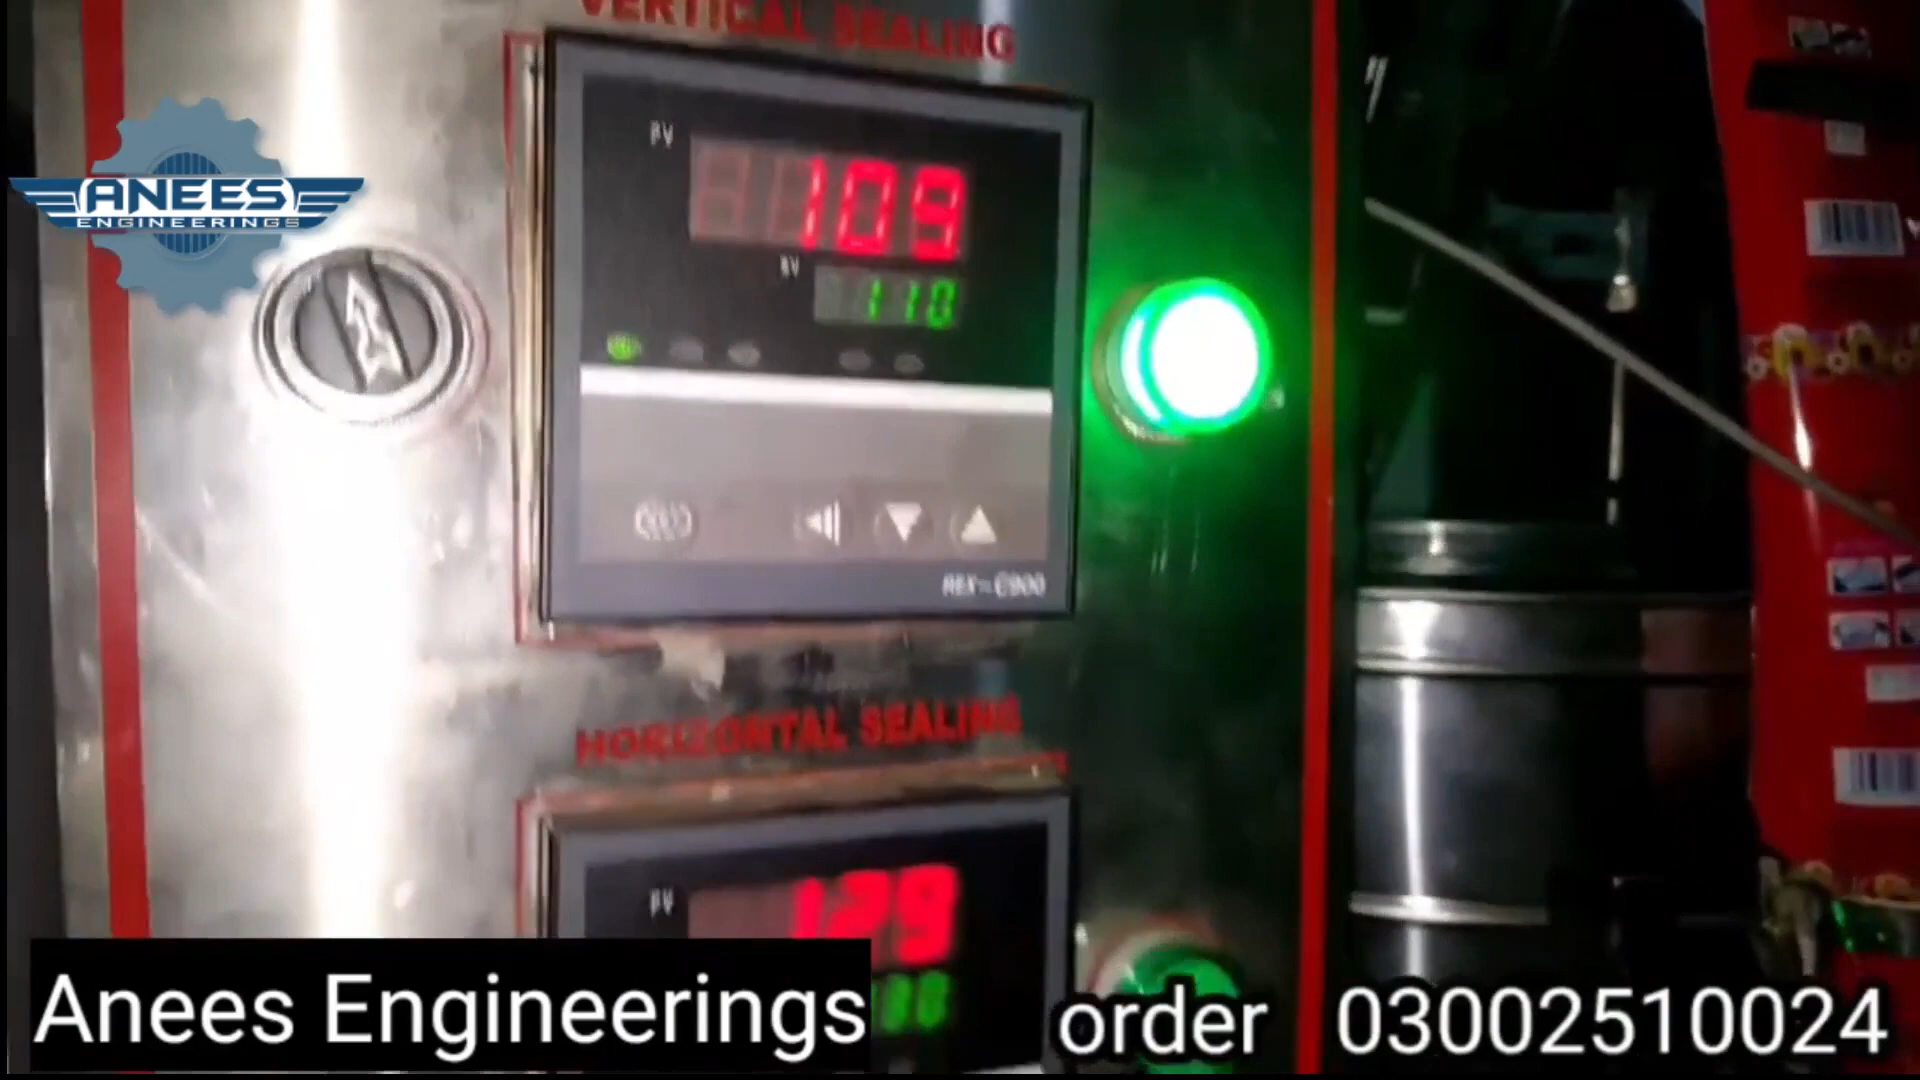 VERTICAL SEALING
PV
109
SV
110
ANEES
ENGINEERINGS
REX-C900
HORIZONTAL SEALING
PV
129
Anees Engineerings
order 03002510024